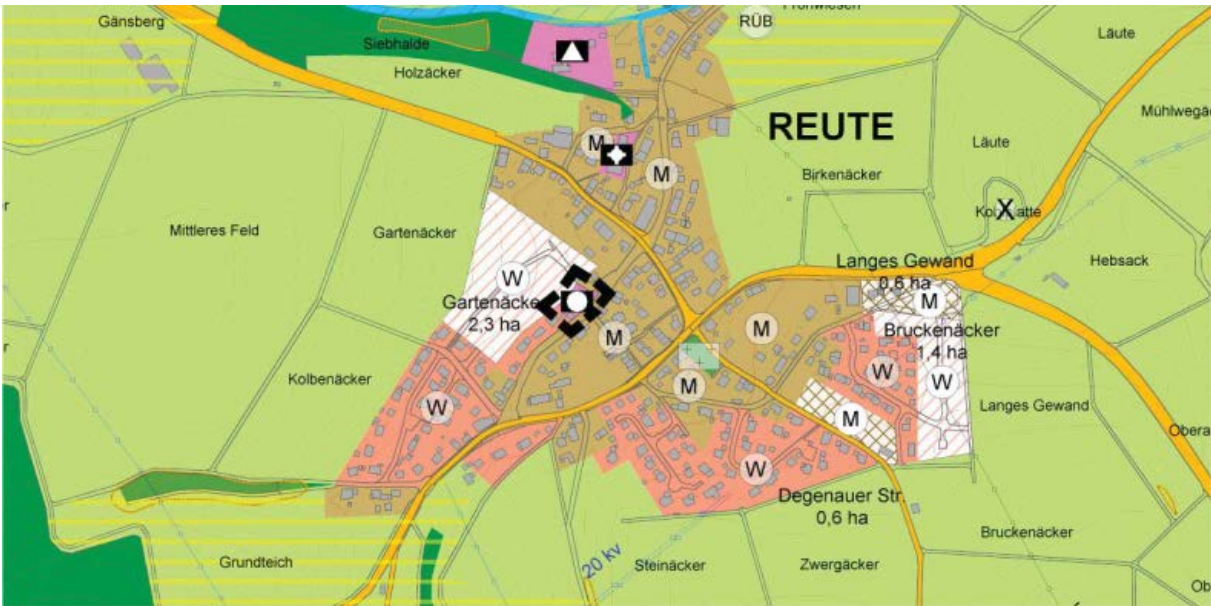 Gänsberg
Siebhalde
Holzäcker
RÜB
Läute
REUTE
Läute
Birkenäcker
M
M
Mittleres Feld
Gartenäcker
X
Langes Gewand
0,6 ha
Hebsack
M
W
Gartenäcke
2,3 ha
M
M
Bruckenäcker
1,4 ha
Kolbenäcker
W
M
W
W
M
Langes Gewand
W
Degenauer Str.
0,6 ha
Grundteich
20 kv
Steinäcker
Zwergäcker
Bruckenäcker